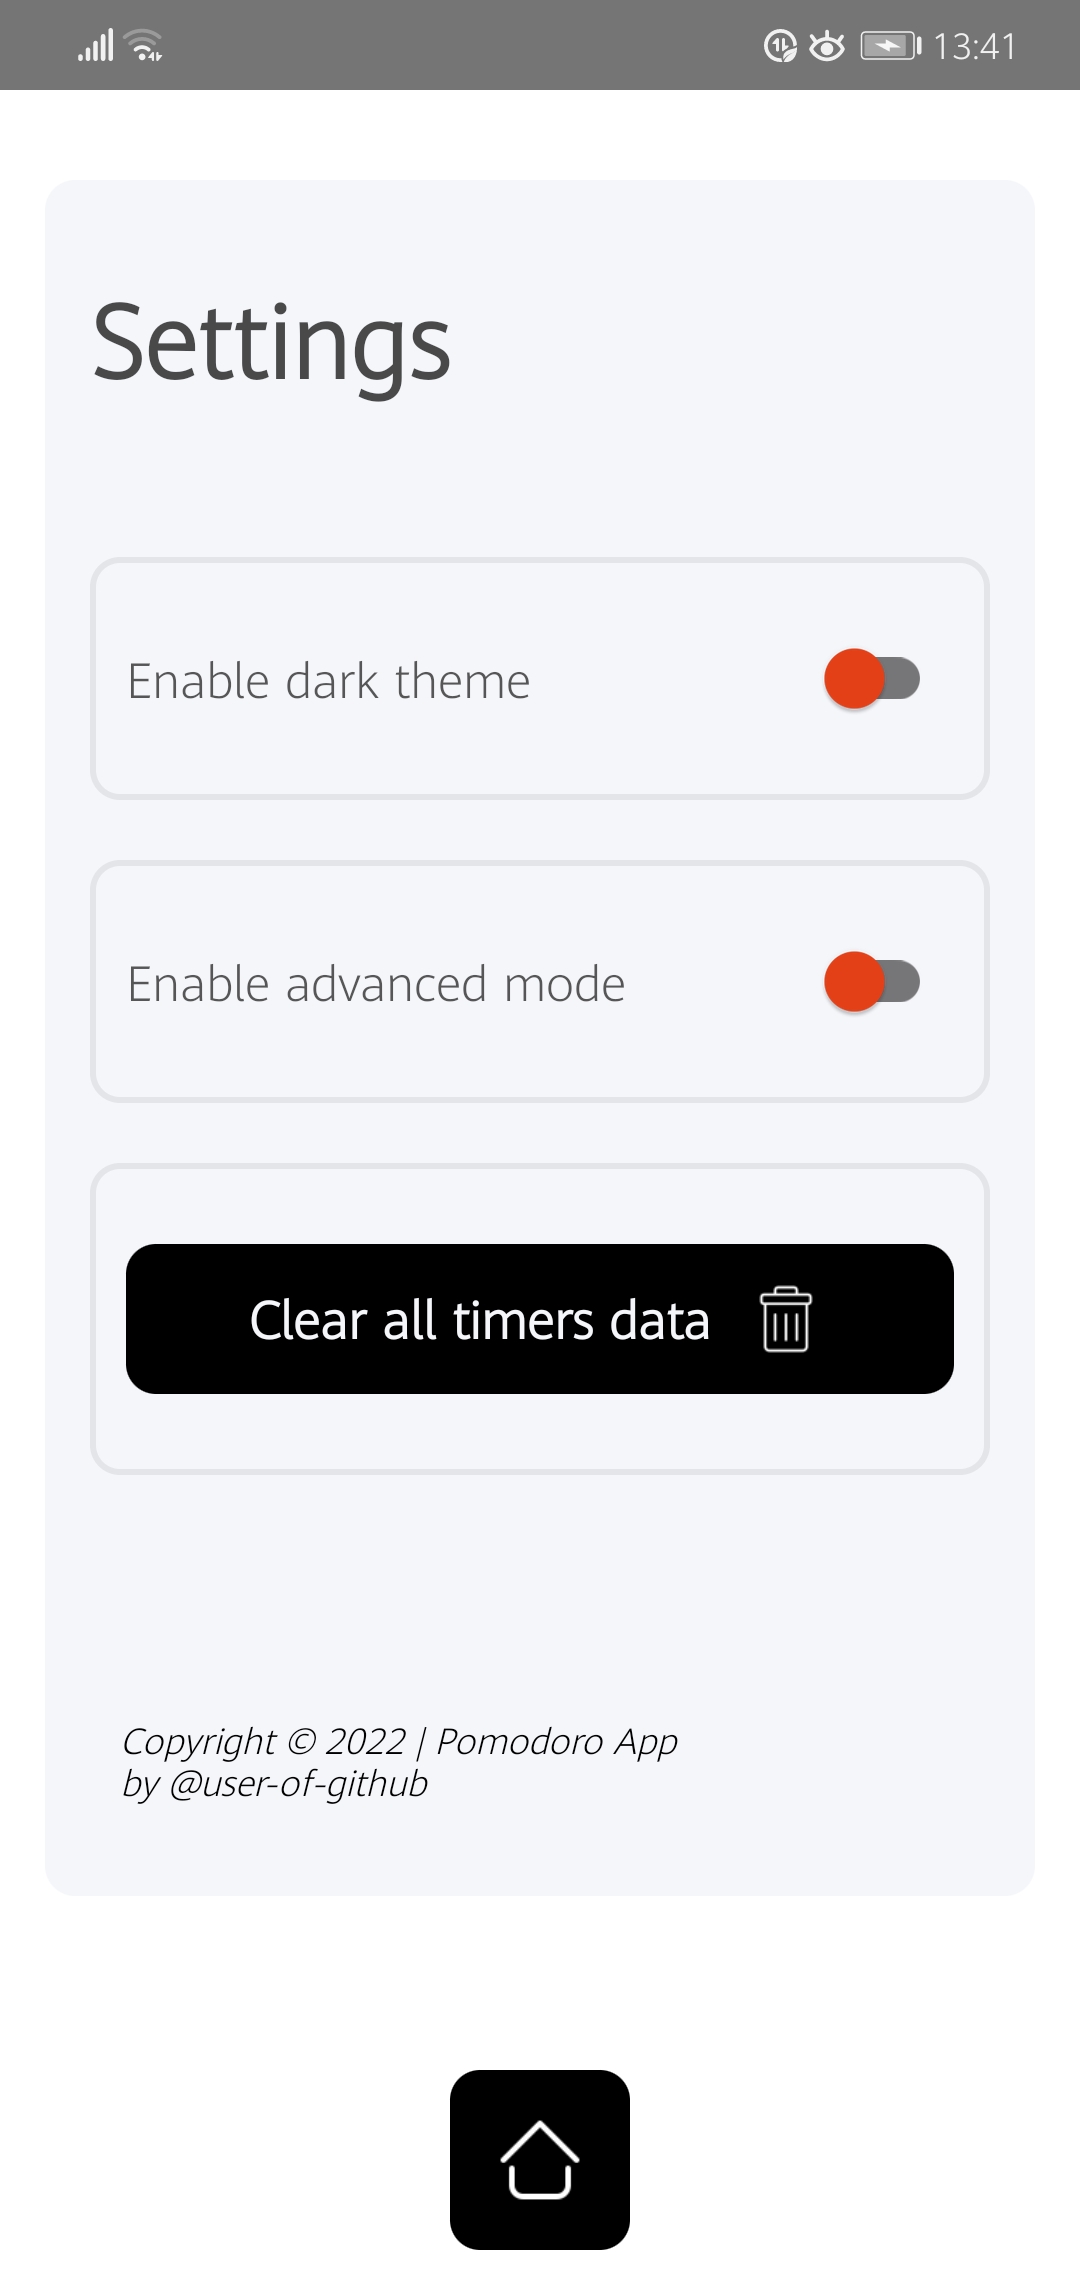 13:41
Settings
Enable dark theme
Enable advanced mode
Clear all timers data
Copyright © 2022 | Pomodoro App
by @user-of-github